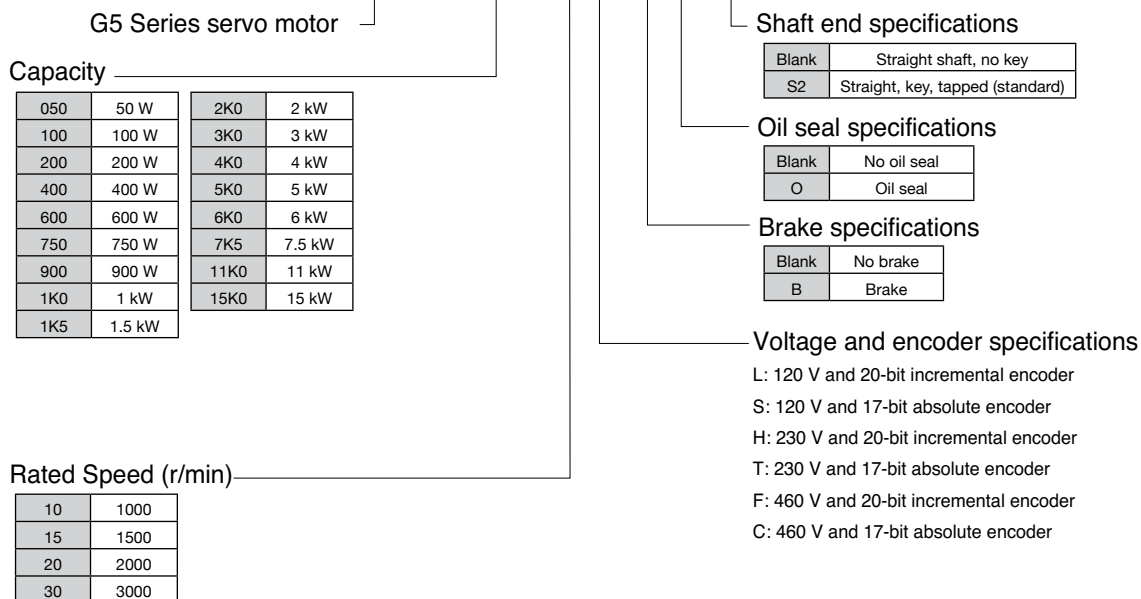 G5 Series servo motor
Capacity
050 50 W
100 100 W
200 200 W
400 400 W
600 600 W
750 750 W
900 900 W
1K0 1 kW
1K5 1.5 kW
2K0 2 kW
3K0 3 kW
4K0 4 kW
5K0 5 kW
6K0 6 kW
7K5 7.5 kW
11K0 11 kW
15K0 15 kW
Rated Speed (r/min)
10 1000
15 1500
20 2000
30 3000
Shaft end specifications
Blank Straight shaft, no key
S2 Straight, key, tapped (standard)
Oil seal specifications
Blank No oil seal
O Oil seal
Brake specifications
Blank No brake
B Brake
Voltage and encoder specifications
L: 120 V and 20-bit incremental encoder
S: 120 V and 17-bit absolute encoder
H: 230 V and 20-bit incremental encoder
T: 230 V and 17-bit absolute encoder
F: 460 V and 20-bit incremental encoder
C: 460 V and 17-bit absolute encoder